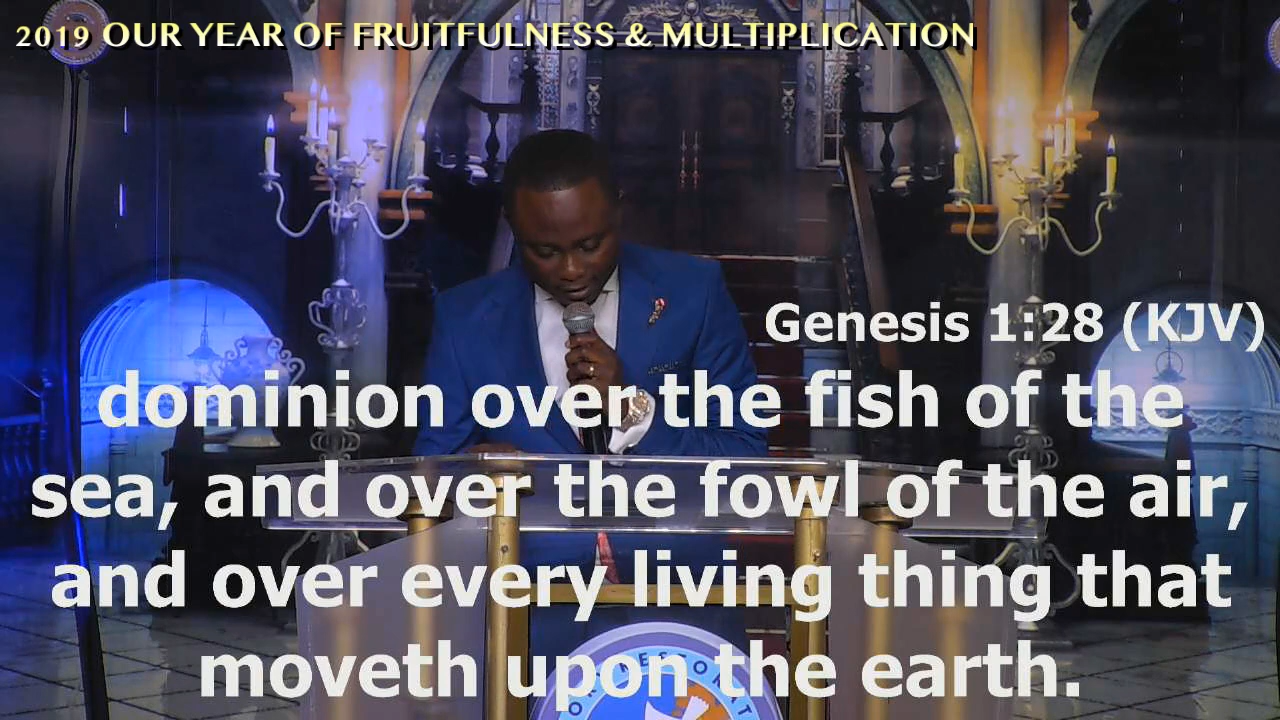 2019 OUR YEAR OF FRUITFULNESS & MULTIPLICATION
Genesis 1:28 (KJV)
dominion over the fish of the
sea, and over the fowl of the air,
and over every living thing that
moveth upon the earth.